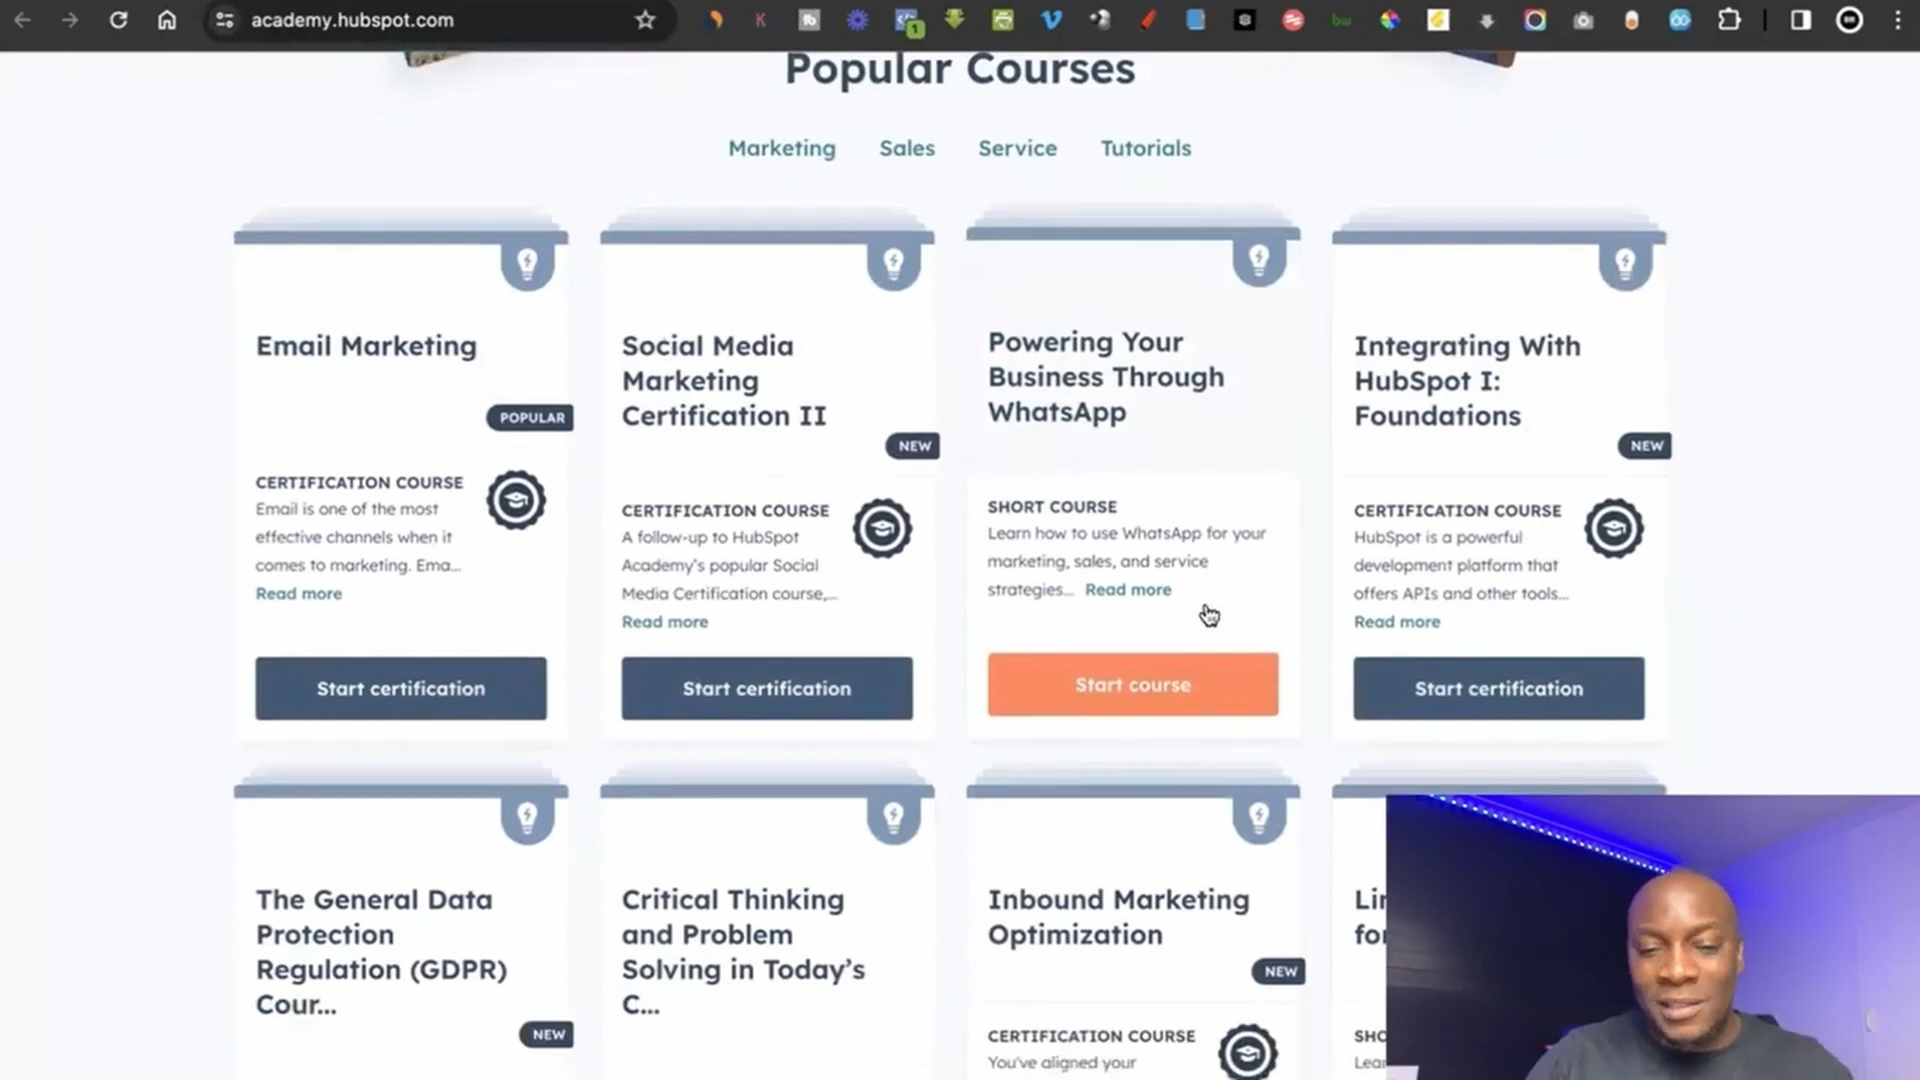 academy.hubspot.com
Popular Courses
Marketing Sales Service Tutorials
Email Marketing
POPULAR
CERTIFICATION COURSE
Email is one of the most
effective channels when it
comes to marketing. Ema...
Read more
Start certification
Social Media
Marketing
Certification II
NEW
CERTIFICATION COURSE
A follow-up to HubSpot
Academy's popular Social
Media Certification course,...
Read more
Start certification
Powering Your
Business Through
WhatsApp
SHORT COURSE
Learn how to use WhatsApp for your
marketing, sales, and service
strategies... Read more
Start course
Integrating With
HubSpot I:
Foundations
NEW
CERTIFICATION COURSE
HubSpot is a powerful
development platform that
offers APIs and other tools...
Read more
Start certification
The General Data
Protection
Regulation (GDPR)
Cour...
NEW
Critical Thinking
and Problem
Solving in Today's
C...
Inbound Marketing
Optimization
NEW
CERTIFICATION COURSE
You've aligned your